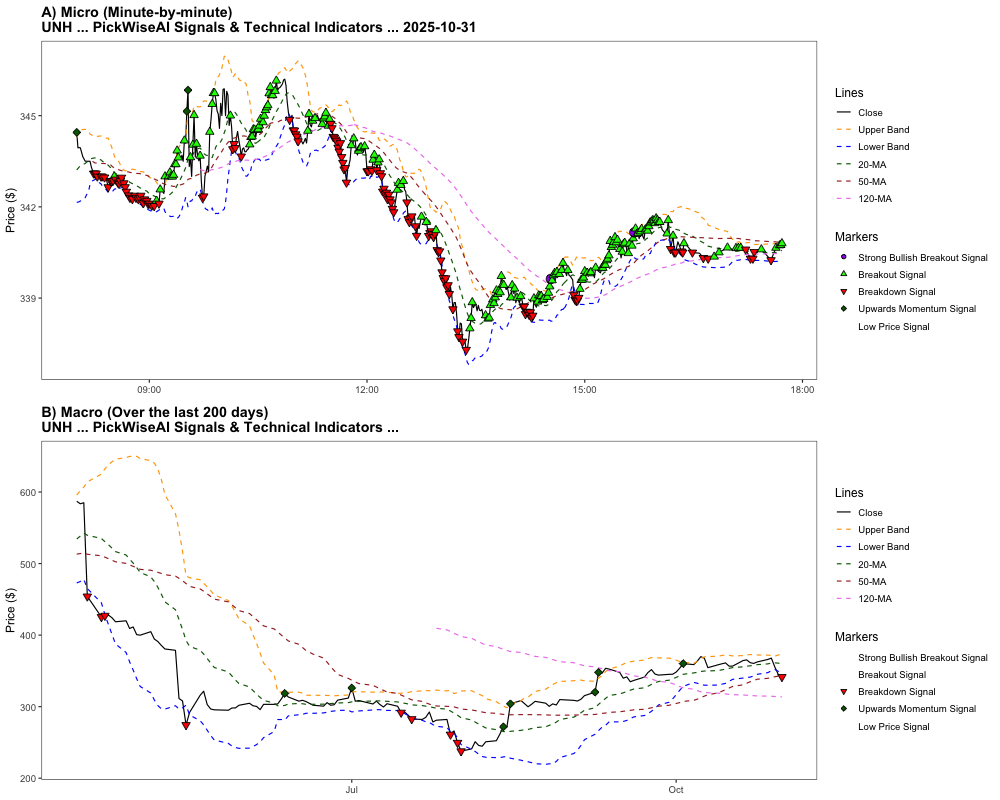 A) Micro (Minute-by-minute)
UNH ... PickWiseAI Signals & Technical Indicators ... 2025-10-31
Price ($)
345
342
339
09:00
12:00
15:00
18:00
Lines
Close
Upper Band
Lower Band
20-MA
50-MA
120-MA
Markers
Strong Bullish Breakout Signal
Breakout Signal
Breakdown Signal
Upwards Momentum Signal
Low Price Signal
B) Macro (Over the last 200 days)
UNH ... PickWiseAI Signals & Technical Indicators ...
Price ($)
600
500
400
300
200
Jul
Oct
Lines
Close
Upper Band
Lower Band
20-MA
50-MA
120-MA
Markers
Strong Bullish Breakout Signal
Breakout Signal
Breakdown Signal
Upwards Momentum Signal
Low Price Signal